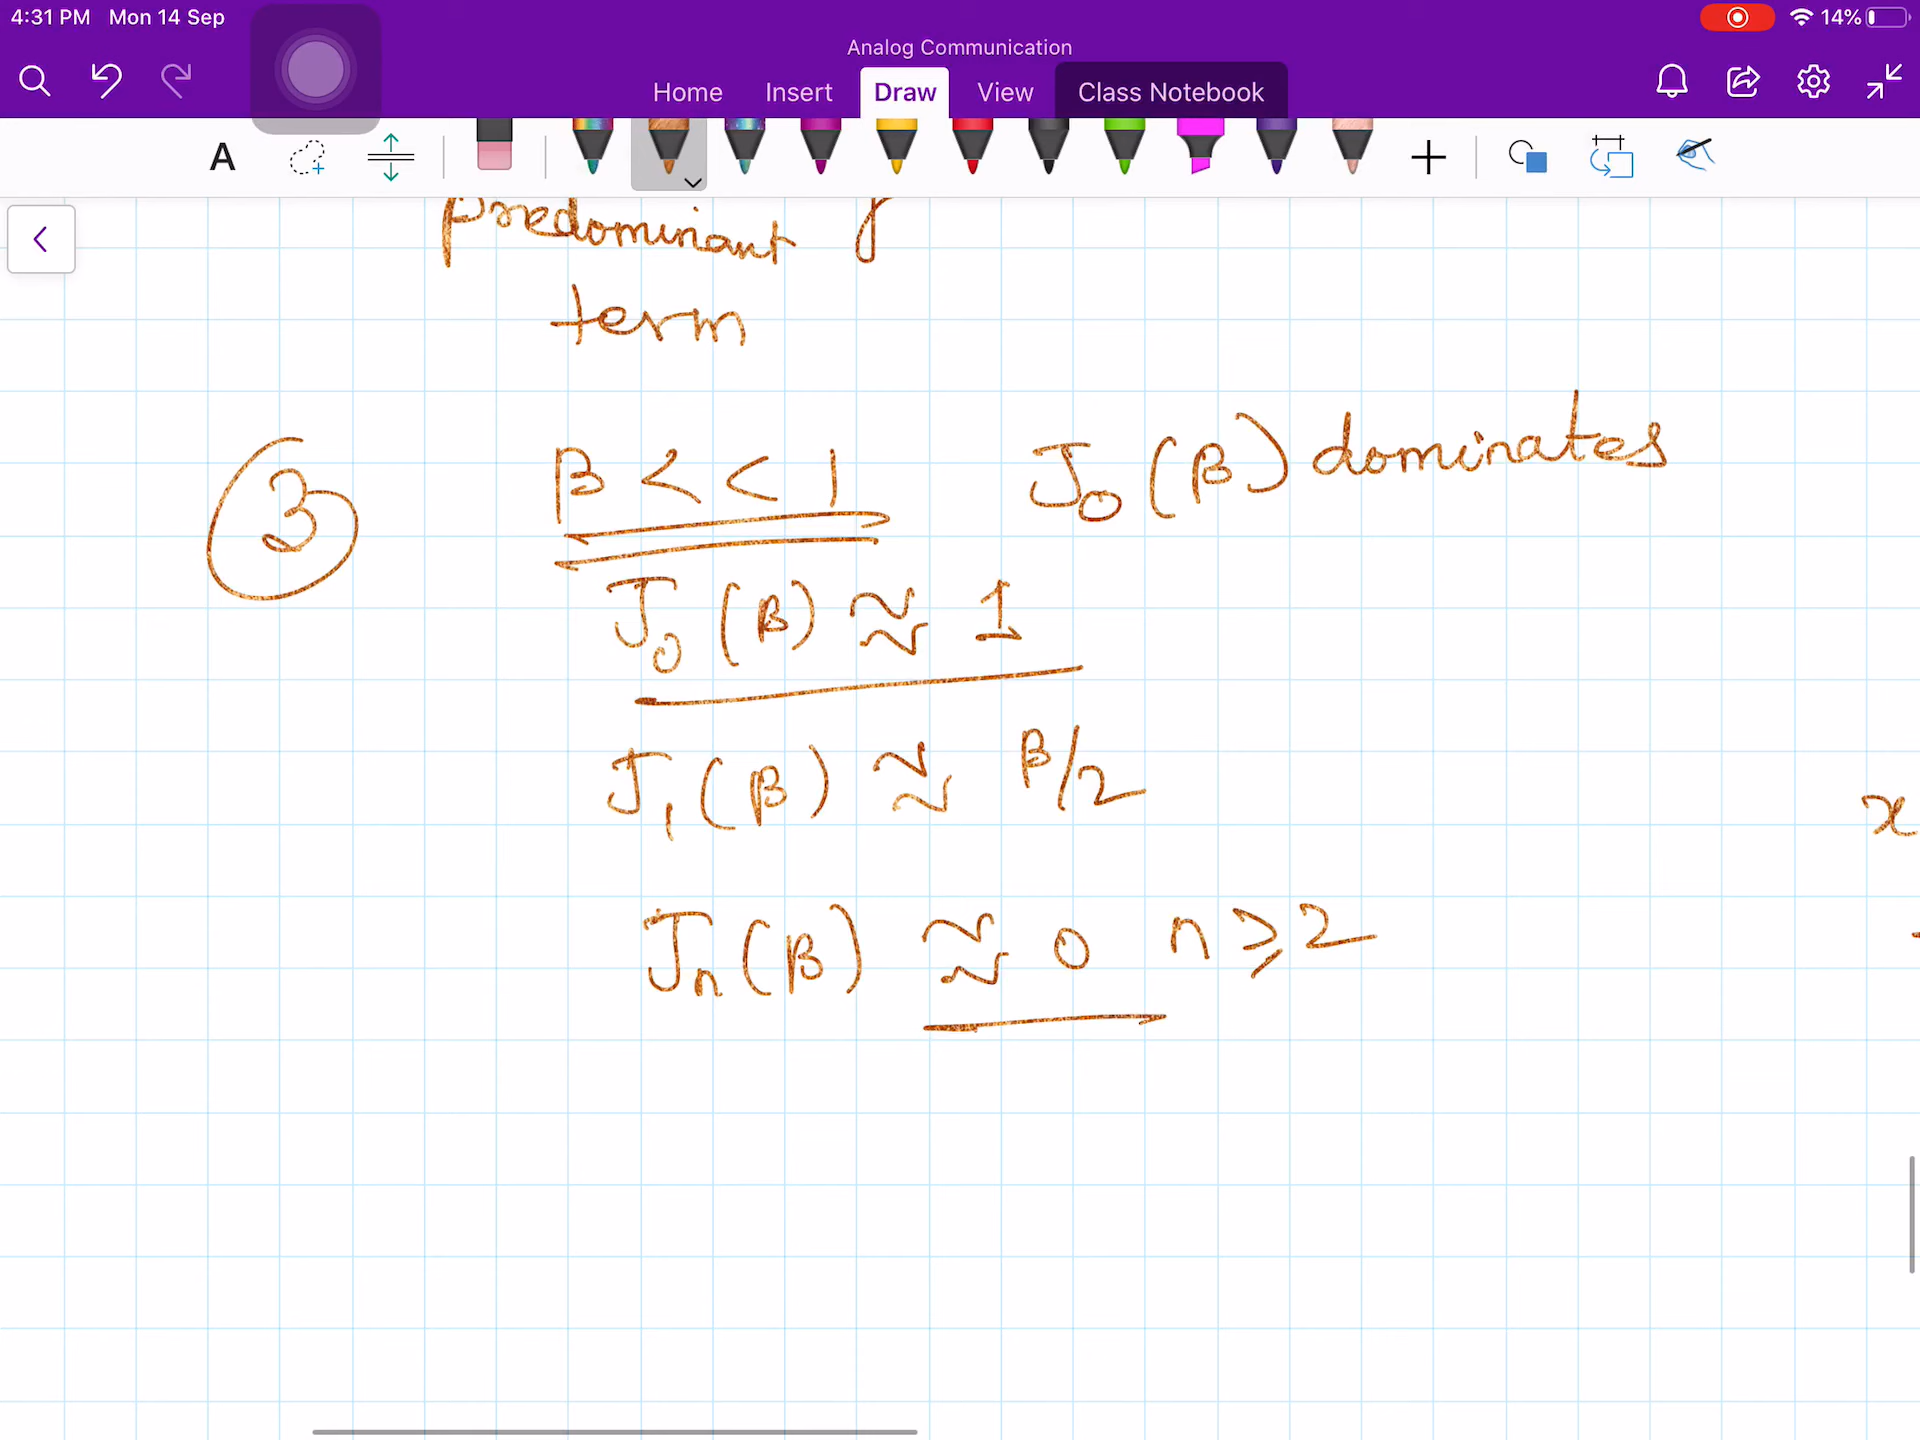 4:31 PM Mon 14 Sep 14%
Analog Communication
Home Insert Draw View Class Notebook
A
predominant
term
3 β << 1 J₀(β) dominates
J₀(β) ≈ 1
J₁(β) ≈ β/2
x
Jₙ(β) ≈ 0 n ≥ 2